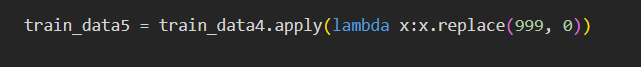 train_data5 = train_data4.apply(lambda x:x.replace(999, 0))